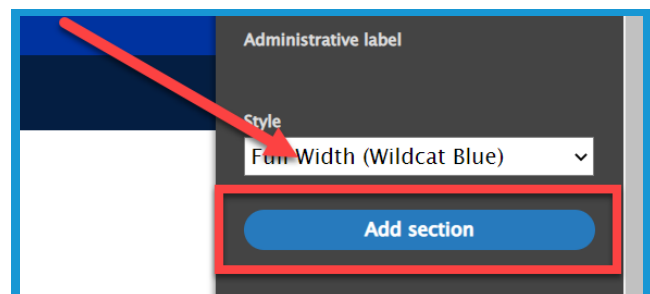 Administrative label
Style
Full Width (Wildcat Blue)
Add section